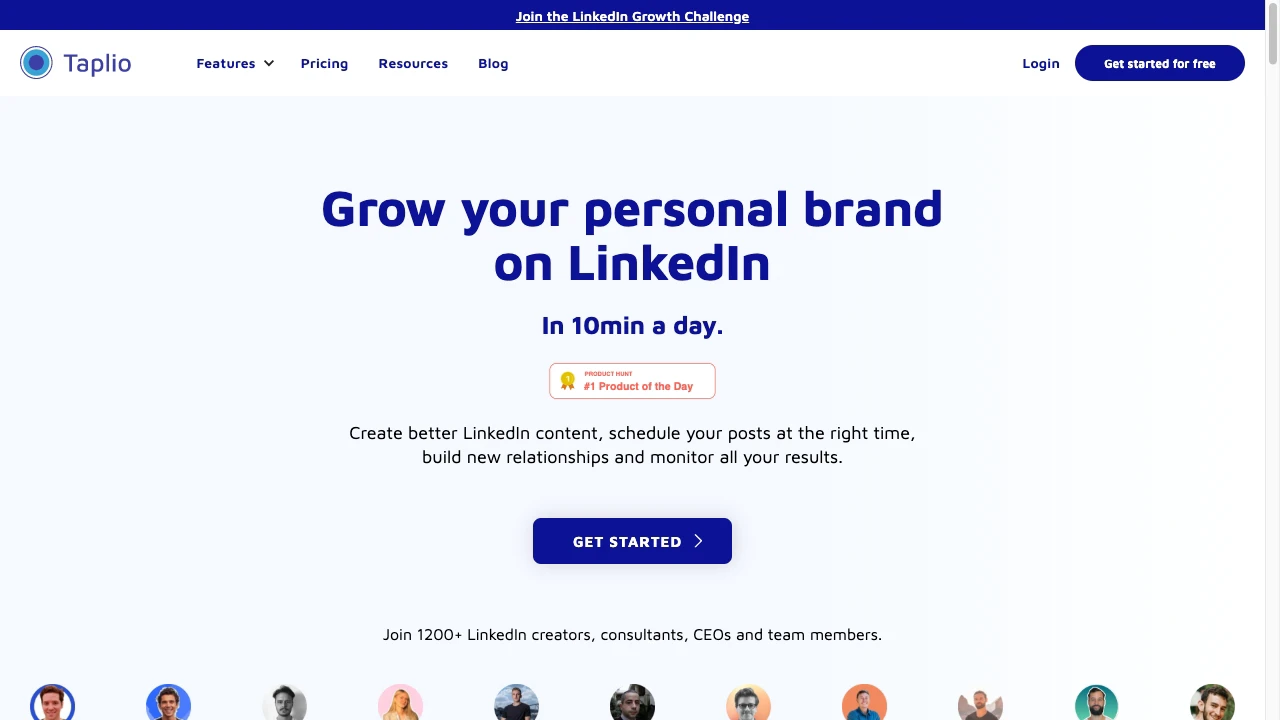 Join the LinkedIn Growth Challenge
Taplio
Features
Pricing
Resources
Blog
Login
Get started for free
Grow your personal brand
on LinkedIn
In 10min a day.
1
PRODUCT HUNT
#1 Product of the Day
Create better LinkedIn content, schedule your posts at the right time,
build new relationships and monitor all your results.
GET STARTED
Join 1200+ LinkedIn creators, consultants, CEOs and team members.